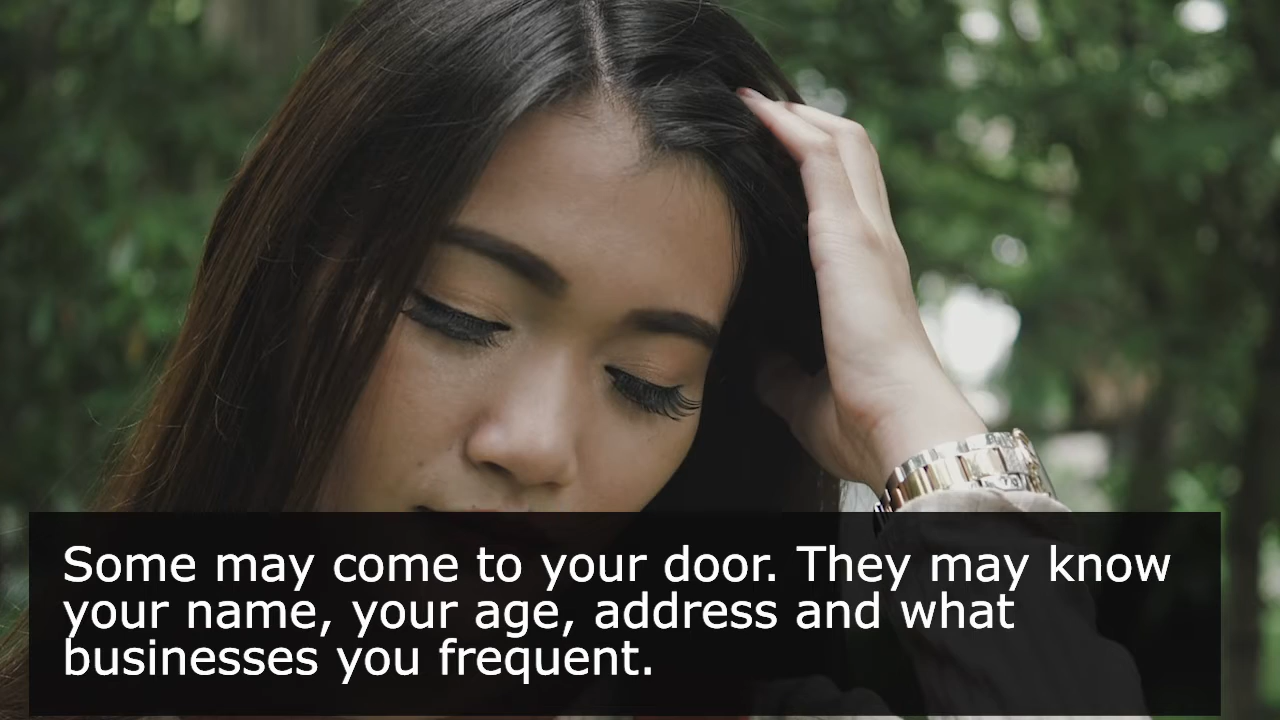 Some may come to your door. They may know
your name, your age, address and what
businesses you frequent.